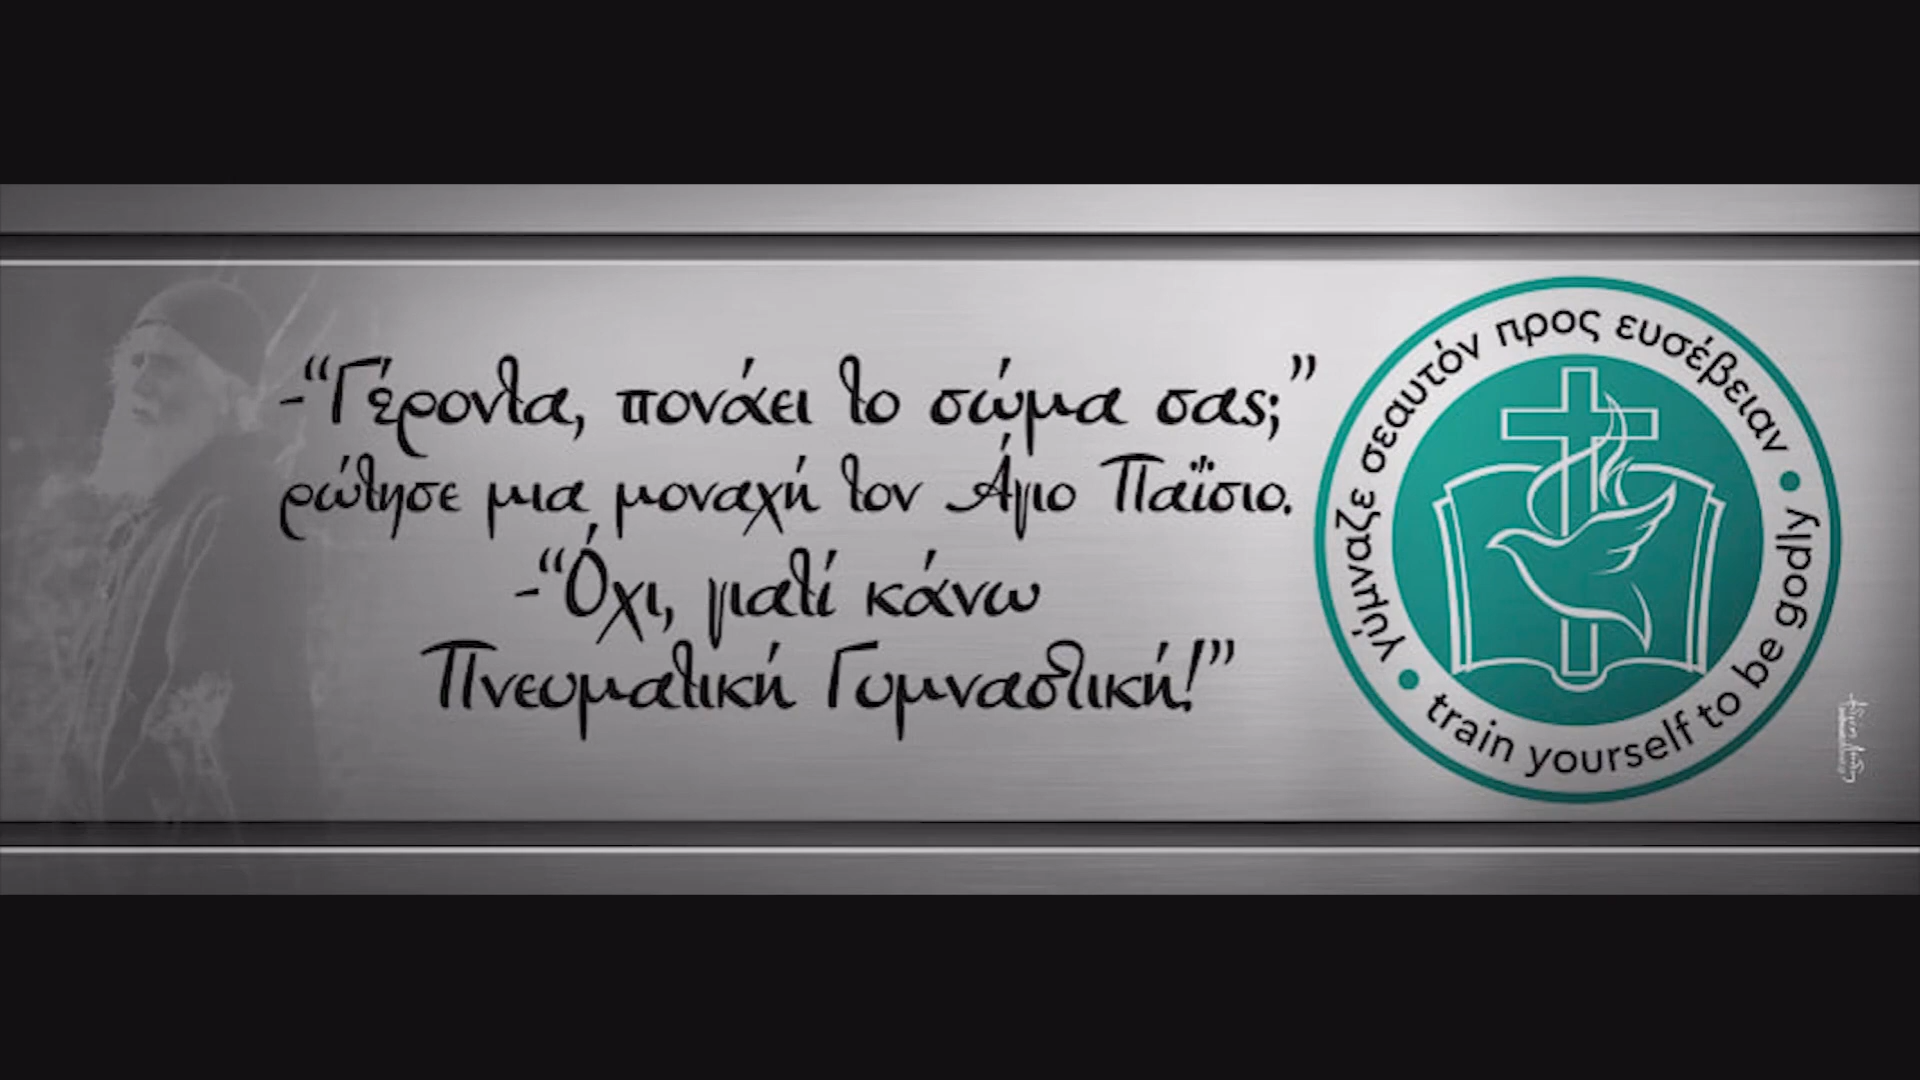 -“Γέροντα, πονάει το σώμα σας;”
ρώτησε μια μοναχή τον Άγιο Παΐσιο.
-“Όχι, γιατί κάνω
Πνευματική Γυμναστική!”
γύμναζε σεαυτόν προς ευσέβειαν
train yourself to be godly